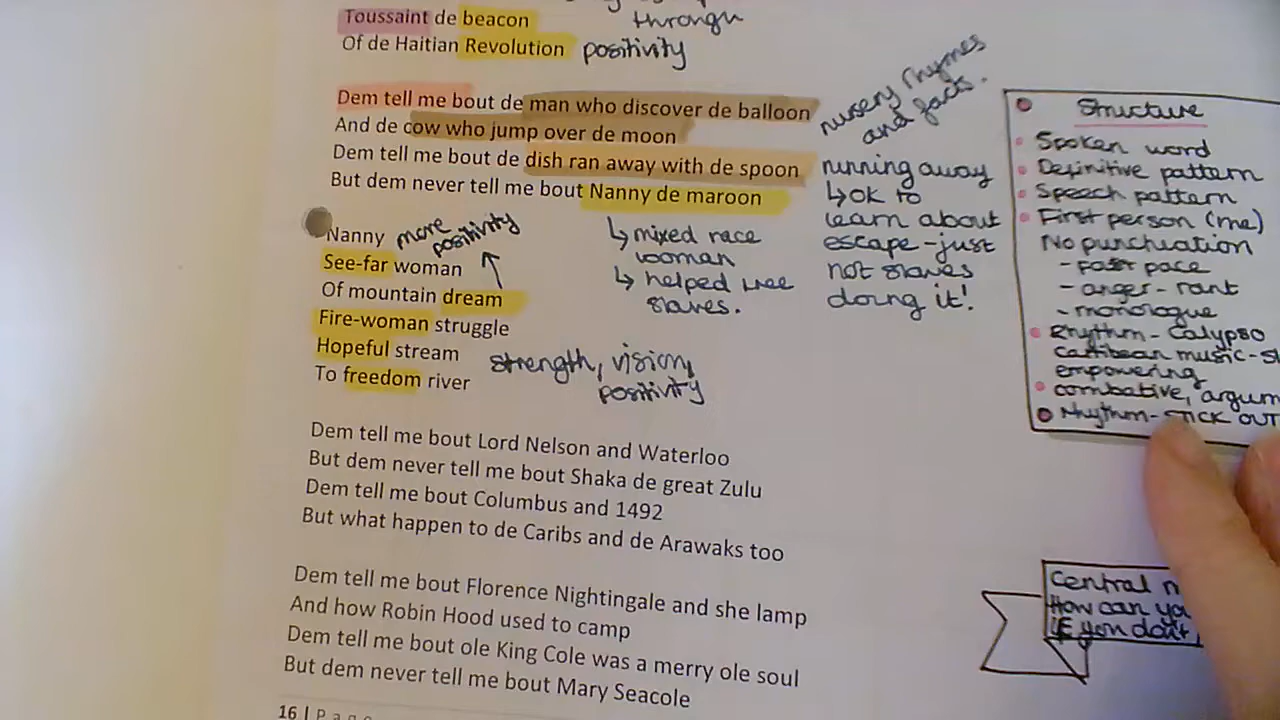 through
Toussaint de beacon
Of de Haitian Revolution
positivity
Dem tell me bout de man who discover de balloon
And de cow who jump over de moon
Dem tell me bout de dish ran away with de spoon
But dem never tell me bout Nanny de maroon
nusery rhymes
and facts.
running away
↳ ok to
learn about
escape - just
not slaves
doing it!
↳ mixed race
woman
↳ helped free
slaves.
Nanny
more
positivity
See-far woman
Of mountain dream
Fire-woman struggle
Hopeful stream
To freedom river
strength, vision,
positivity
Dem tell me bout Lord Nelson and Waterloo
But dem never tell me bout Shaka de great Zulu
Dem tell me bout Columbus and 1492
But what happen to de Caribs and de Arawaks too
Dem tell me bout Florence Nightingale and she lamp
And how Robin Hood used to camp
Dem tell me bout ole King Cole was a merry ole soul
But dem never tell me bout Mary Seacole
16 | Page
Structure
Spoken word
Definitive pattern
Speech pattern
First person (me)
No punctuation
- fast pace
- anger - rant
- monologue
Rhythm - Calypso
Caribbean music - s
empowering
combative, argum
Rhythm - STICK OUT
Central
How can you
if you don't